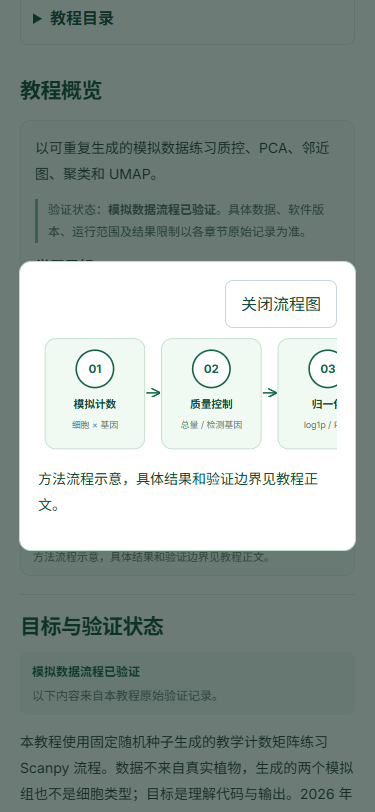 ▶ 教程目录
教程概览
以可重复生成的模拟数据练习质控、PCA、邻近
图、聚类和 UMAP。
验证状态：模拟数据流程已验证。具体数据、软件版
本、运行范围及结果限制以各章节原始记录为准。
关闭流程图
01
模拟计数
细胞 × 基因
02
质量控制
总量 / 检测基因
03
归一
log1p /
方法流程示意，具体结果和验证边界见教程正
文。
方法流程示意，具体结果和验证边界见教程正文。
目标与验证状态
模拟数据流程已验证
以下内容来自本教程原始验证记录。
本教程使用固定随机种子生成的教学计数矩阵练习
Scanpy 流程。数据不来自真实植物，生成的两个模拟
组也不是细胞类型；目标是理解代码与输出。2026 年